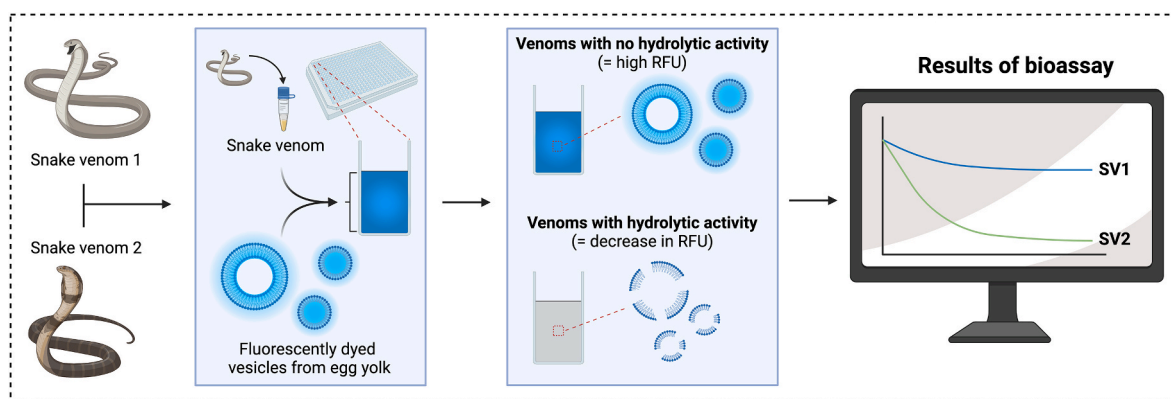 Snake venom 1
Snake venom 2
Snake venom
Fluorescently dyed
vesicles from egg yolk
Venoms with no hydrolytic activity
(= high RFU)
Venoms with hydrolytic activity
(= decrease in RFU)
Results of bioassay
SV1
SV2